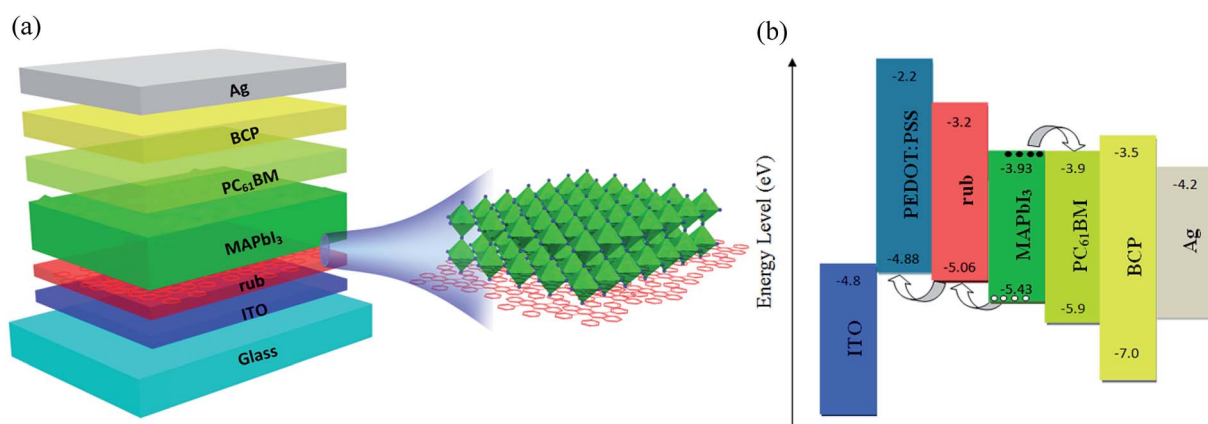 (a)
Ag
BCP
PC₆₁BM
MAPbI₃
rub
ITO
Glass
(b)
Energy Level (eV)
-4.8
ITO
-2.2
PEDOT:PSS
-4.88
-3.2
rub
-5.06
-3.93
MAPbI₃
-5.43
-3.9
PC₆₁BM
-5.9
-3.5
BCP
-7.0
-4.2
Ag